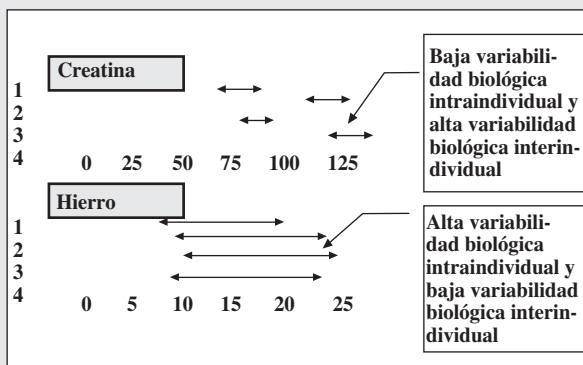 Creatina
1
2
3
4
0 25 50 75 100 125
Baja variabili-
dad biológica
intraindividual y
alta variabilidad
biológica interin-
dividual
Hierro
1
2
3
4
0 5 10 15 20 25
Alta variabili-
dad biológica
intraindividual y
baja variabilidad
biológica interin-
dividual